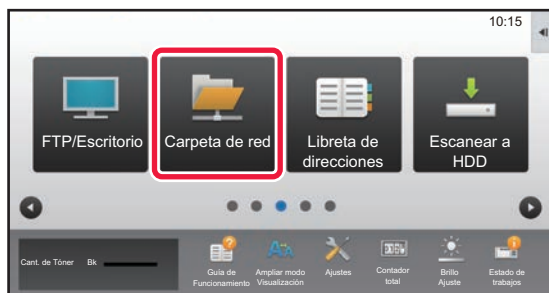 10:15
FTP/Escritorio
Carpeta de red
Libreta de
direcciones
Escanear a
HDD
Cant. de Tóner Bk
Guía de
Funcionamiento
Ampliar modo
Visualización
Ajustes
Contador
total
Brillo
Ajuste
Estado de
trabajos